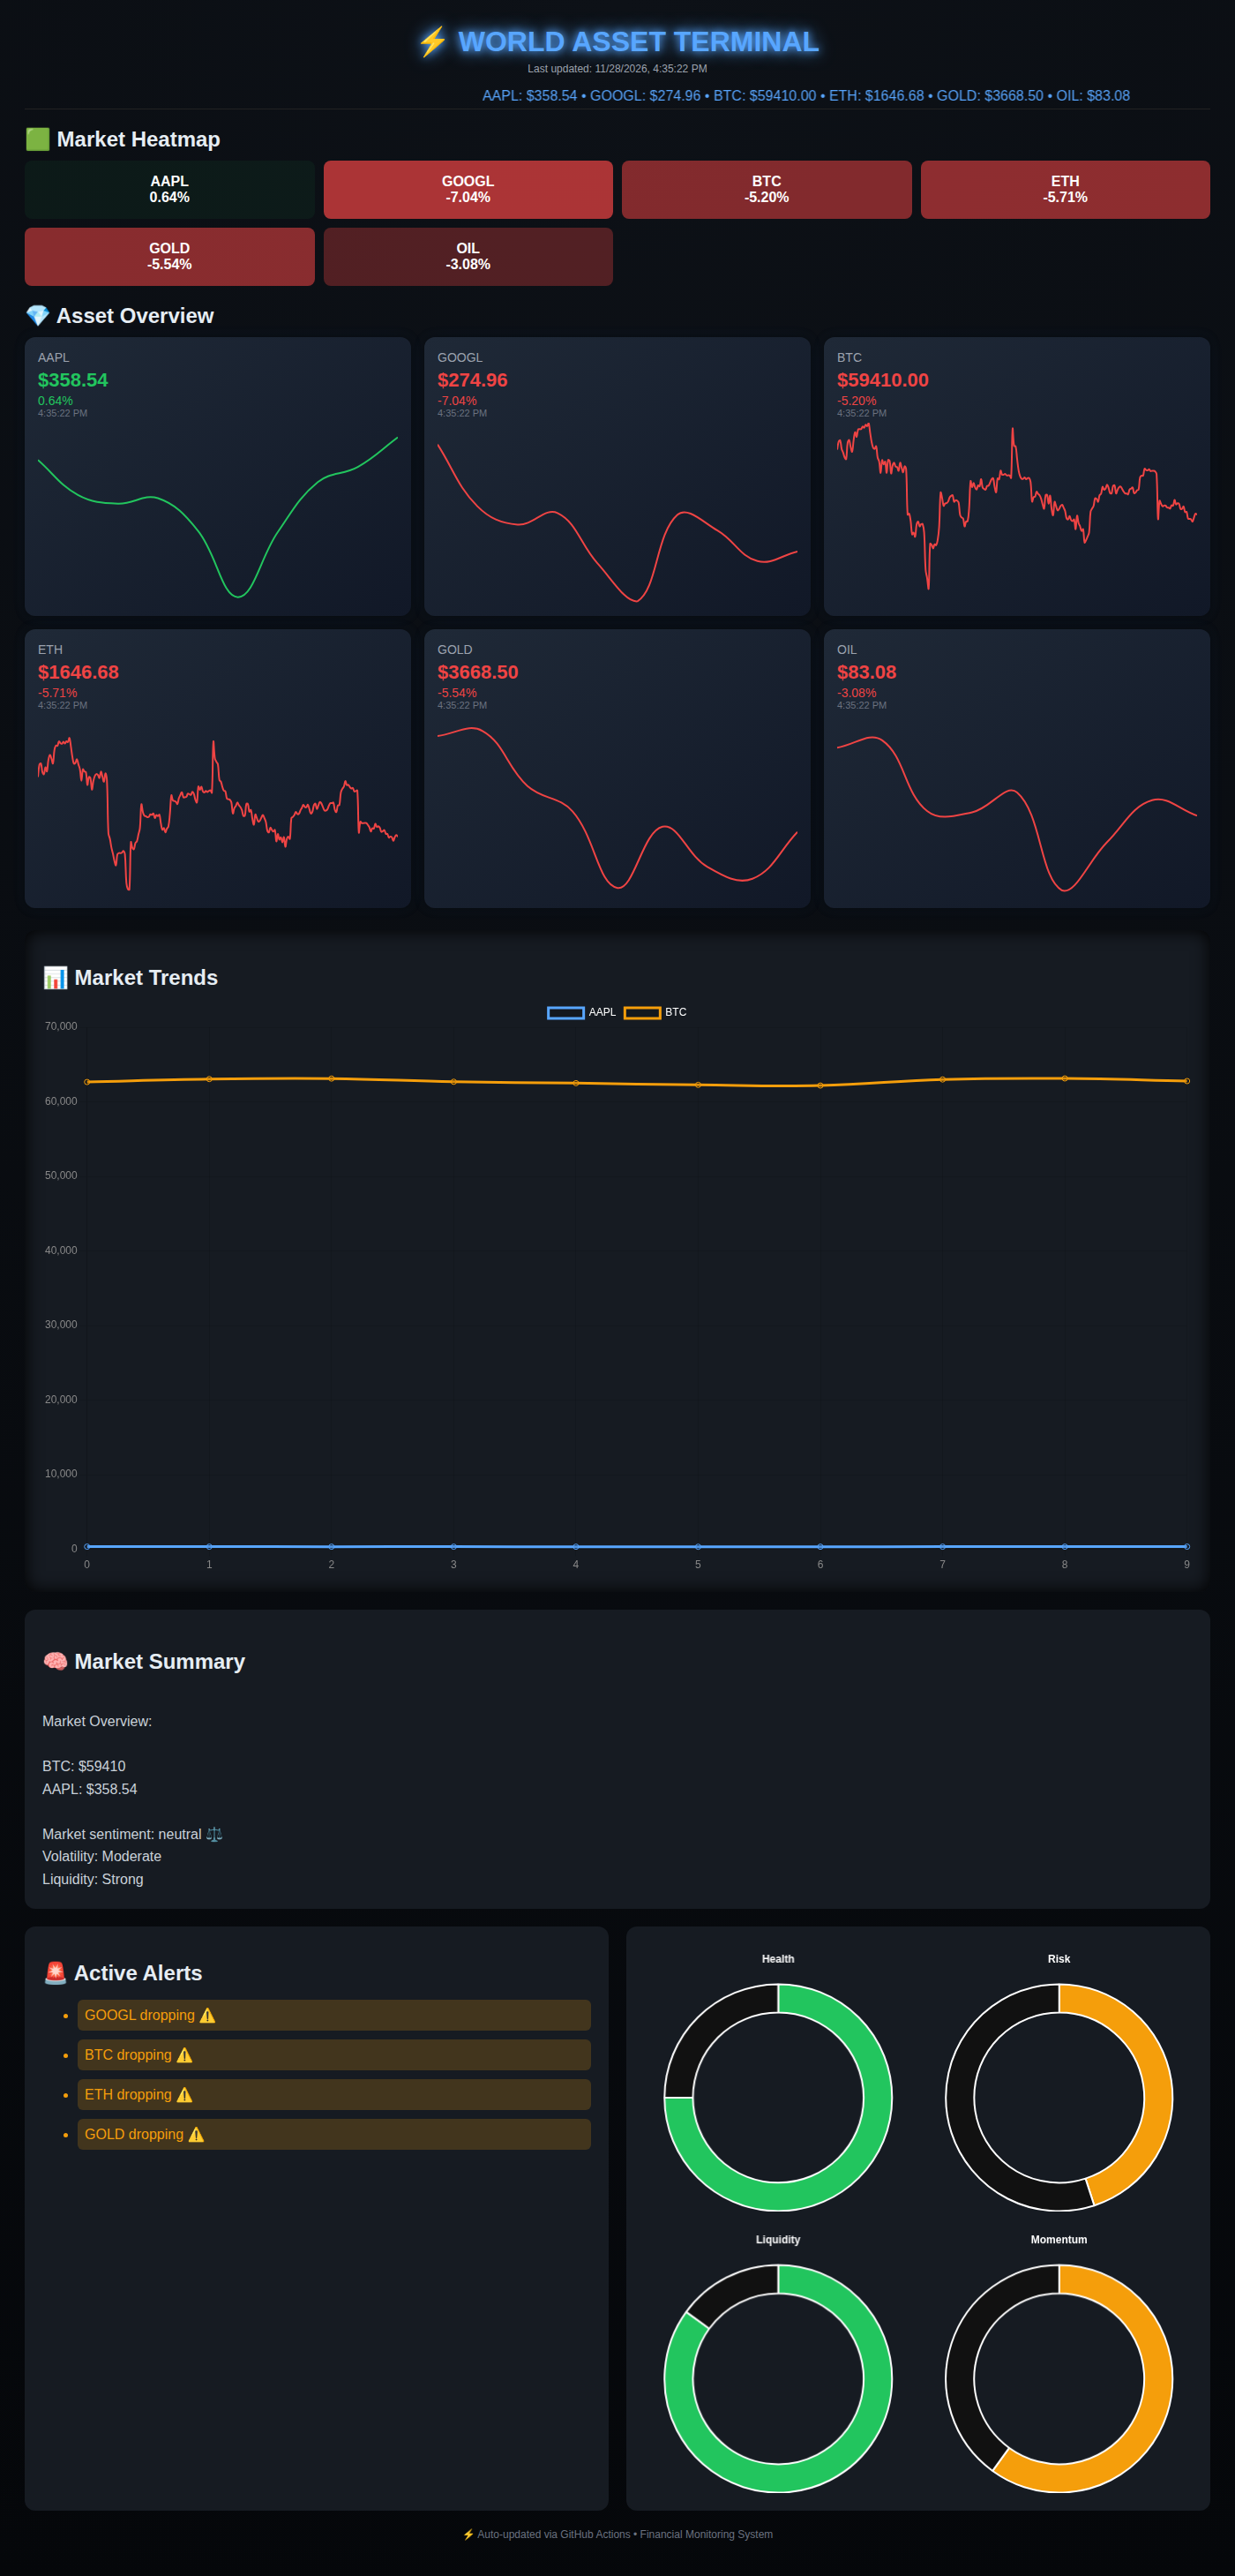 ⚡ WORLD ASSET TERMINAL
Last updated: 11/28/2026, 4:35:22 PM
AAPL: $358.54 • GOOGL: $274.96 • BTC: $59410.00 • ETH: $1646.68 • GOLD: $3668.50 • OIL: $83.08
🟩 Market Heatmap
AAPL
0.64%
GOOGL
-7.04%
BTC
-5.20%
ETH
-5.71%
GOLD
-5.54%
OIL
-3.08%
💎 Asset Overview
AAPL
$358.54
0.64%
4:35:22 PM
GOOGL
$274.96
-7.04%
4:35:22 PM
BTC
$59410.00
-5.20%
4:35:22 PM
ETH
$1646.68
-5.71%
4:35:22 PM
GOLD
$3668.50
-5.54%
4:35:22 PM
OIL
$83.08
-3.08%
4:35:22 PM
📊 Market Trends
AAPL BTC
70,000
60,000
50,000
40,000
30,000
20,000
10,000
0
0 1 2 3 4 5 6 7 8 9
🧠 Market Summary
Market Overview:
BTC: $59410
AAPL: $358.54
Market sentiment: neutral ⚖️
Volatility: Moderate
Liquidity: Strong
🚨 Active Alerts
• GOOGL dropping ⚠️
• BTC dropping ⚠️
• ETH dropping ⚠️
• GOLD dropping ⚠️
Health
Risk
Liquidity
Momentum
⚡ Auto-updated via GitHub Actions • Financial Monitoring System